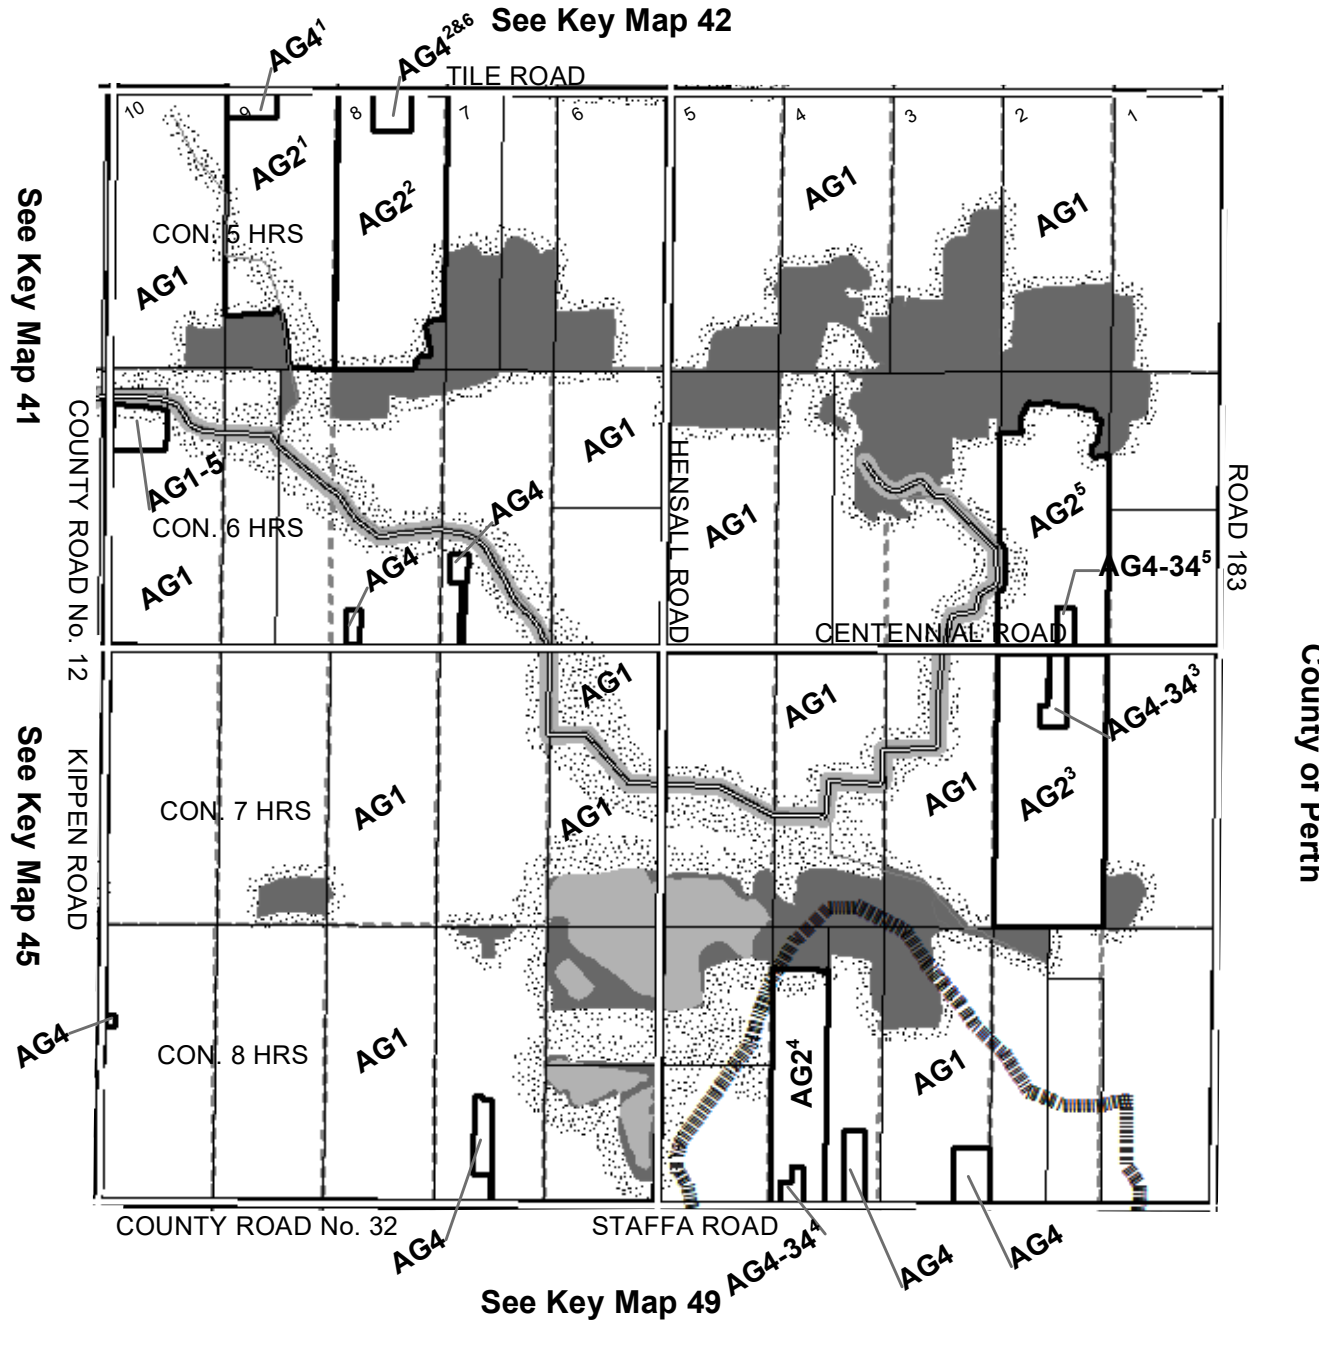 See Key Map 42
AG4¹
AG4²&⁶
TILE ROAD
10
9
8
7
6
5
4
3
2
1
AG2¹
AG2²
AG1
AG1
CON. 5 HRS
AG1
See Key Map 41
COUNTY ROAD No. 12
AG1-5
CON. 6 HRS
AG1
AG4
AG4
AG1
HENSALL ROAD
AG1
AG2⁵
AG4-34⁵
ROAD 183
CENTENNIAL ROAD
AG1
AG1
AG4-34³
County of Perth
See Key Map 45
KIPPEN ROAD
CON. 7 HRS
AG1
AG1
AG1
AG2³
AG4
CON. 8 HRS
AG1
AG2⁴
AG1
COUNTY ROAD No. 32
AG4
STAFFA ROAD
AG4-34⁴
AG4
AG4
See Key Map 49